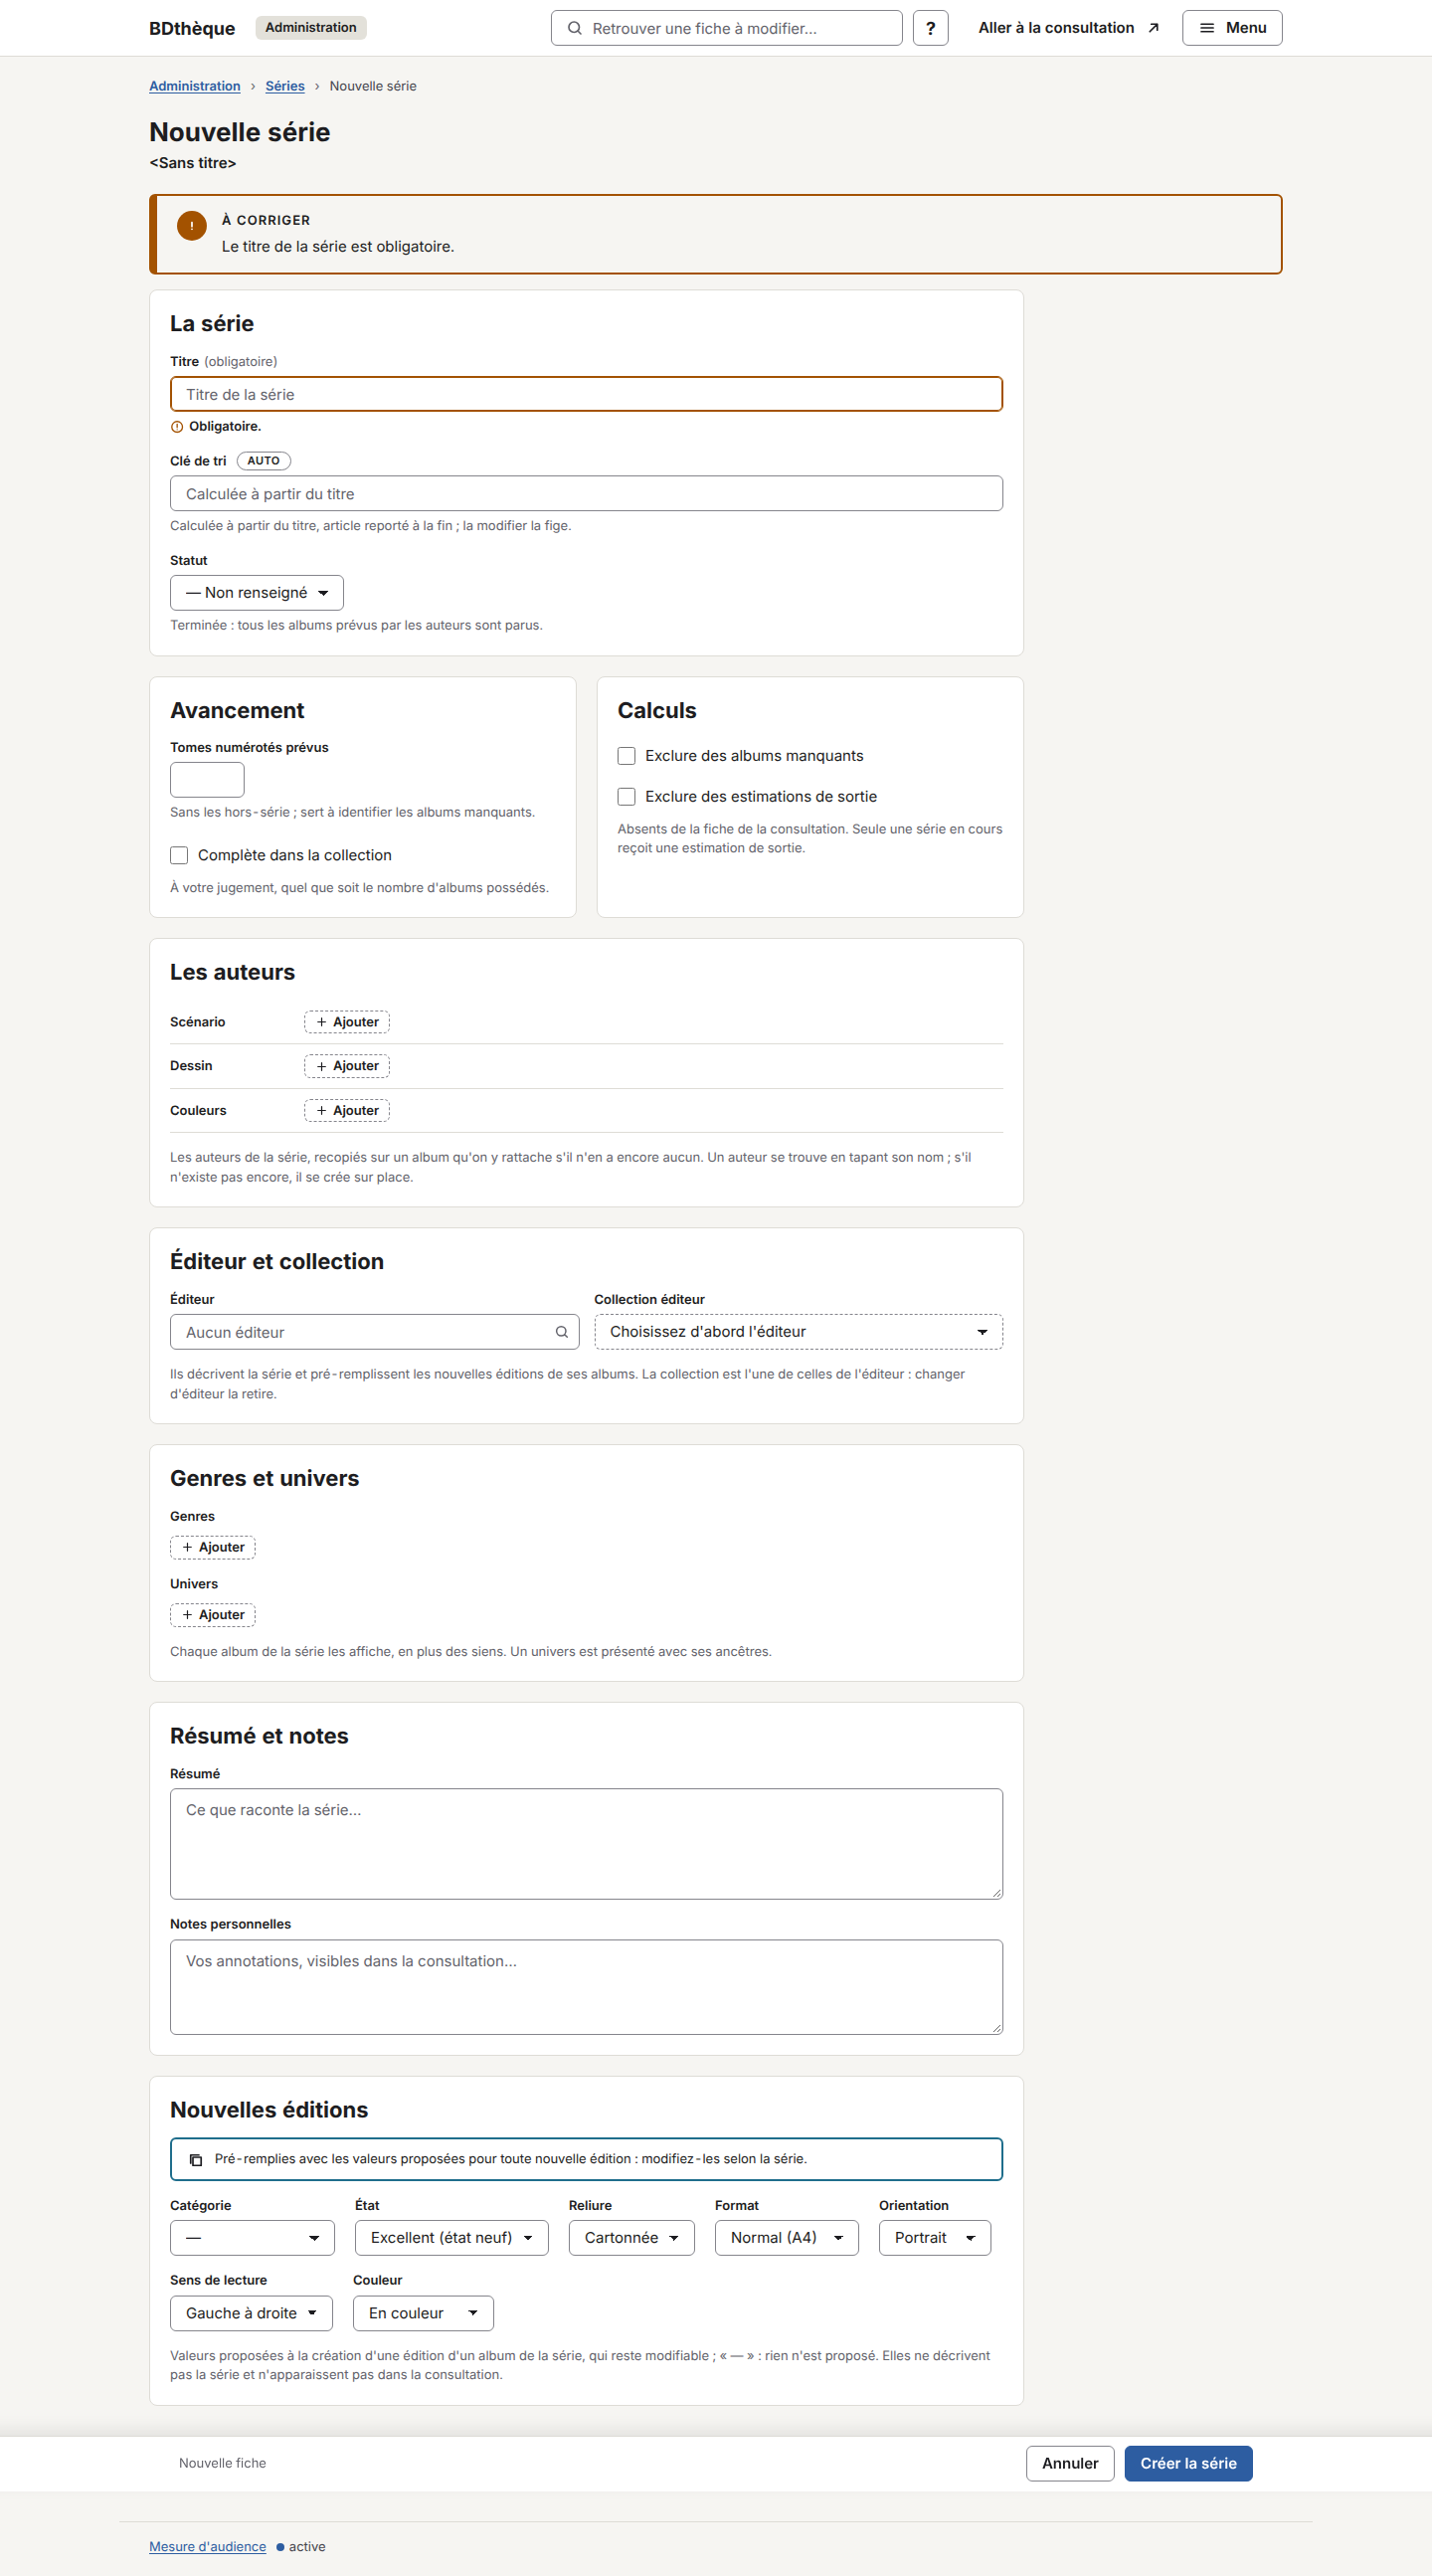 BDthèque
Administration
Retrouver une fiche à modifier...
?
Aller à la consultation
Menu
Administration › Séries › Nouvelle série
Nouvelle série
<Sans titre>
À CORRIGER
Le titre de la série est obligatoire.
La série
Titre (obligatoire)
Titre de la série
Obligatoire.
Clé de tri AUTO
Calculée à partir du titre
Calculée à partir du titre, article reporté à la fin ; la modifier la fige.
Statut
— Non renseigné
Terminée : tous les albums prévus par les auteurs sont parus.
Avancement
Tomes numérotés prévus
Sans les hors-série ; sert à identifier les albums manquants.
Complète dans la collection
À votre jugement, quel que soit le nombre d'albums possédés.
Calculs
Exclure des albums manquants
Exclure des estimations de sortie
Absents de la fiche de la consultation. Seule une série en cours
reçoit une estimation de sortie.
Les auteurs
Scénario + Ajouter
Dessin + Ajouter
Couleurs + Ajouter
Les auteurs de la série, recopiés sur un album qu'on y rattache s'il n'en a encore aucun. Un auteur se trouve en tapant son nom ; s'il
n'existe pas encore, il se crée sur place.
Éditeur et collection
Éditeur
Aucun éditeur
Collection éditeur
Choisissez d'abord l'éditeur
Ils décrivent la série et pré-remplissent les nouvelles éditions de ses albums. La collection est l'une de celles de l'éditeur : changer
d'éditeur la retire.
Genres et univers
Genres
+ Ajouter
Univers
+ Ajouter
Chaque album de la série les affiche, en plus des siens. Un univers est présenté avec ses ancêtres.
Résumé et notes
Résumé
Ce que raconte la série...
Notes personnelles
Vos annotations, visibles dans la consultation...
Nouvelles éditions
Pré-remplies avec les valeurs proposées pour toute nouvelle édition : modifiez-les selon la série.
Catégorie État Reliure Format Orientation
— Excellent (état neuf) Cartonnée Normal (A4) Portrait
Sens de lecture Couleur
Gauche à droite En couleur
Valeurs proposées à la création d'une édition d'un album de la série, qui reste modifiable ; « — » : rien n'est proposé. Elles ne décrivent
pas la série et n'apparaissent pas dans la consultation.
Nouvelle fiche
Annuler
Créer la série
Mesure d'audience
active